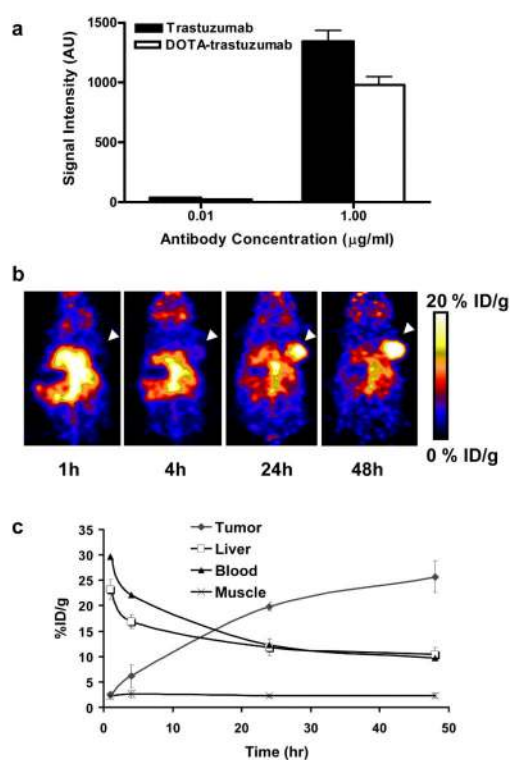 a
Trastuzumab
DOTA-trastuzumab
Signal Intensity (AU)
1500
1000
500
0
0.01
1.00
Antibody Concentration (μg/ml)
b
20 % ID/g
0 % ID/g
1h
4h
24h
48h
c
Tumor
Liver
Blood
Muscle
%ID/g
35
30
25
20
15
10
5
0
0
10
20
30
40
50
Time (hr)